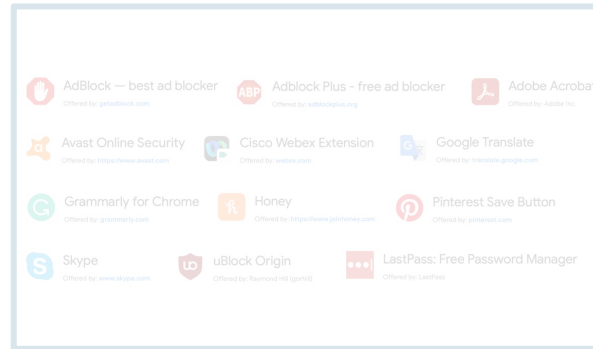 AdBlock — best ad blocker
Offered by: getadblock.com
ABP
Adblock Plus - free ad blocker
Offered by: adblockplus.org
Adobe Acrobat
Offered by: Adobe Inc.
Avast Online Security
Offered by: https://www.avast.com
Cisco Webex Extension
Offered by: webex.com
Google Translate
Offered by: translate.google.com
Grammarly for Chrome
Offered by: grammarly.com
Honey
Offered by: https://www.joinhoney.com
Pinterest Save Button
Offered by: pinterest.com
Skype
Offered by: www.skype.com
uBlock Origin
Offered by: Raymond Hill (gorhill)
LastPass: Free Password Manager
Offered by: LastPass